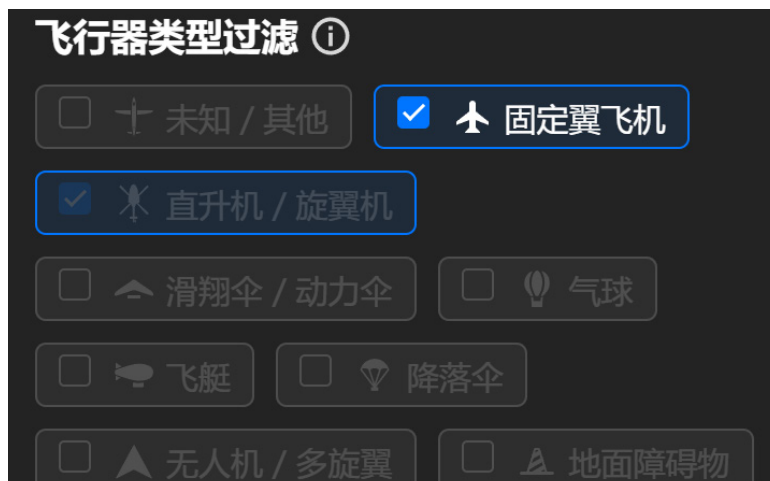 飞行器类型过滤
未知 / 其他 固定翼飞机
直升机 / 旋翼机
滑翔伞 / 动力伞 气球
飞艇 降落伞
无人机 / 多旋翼 地面障碍物